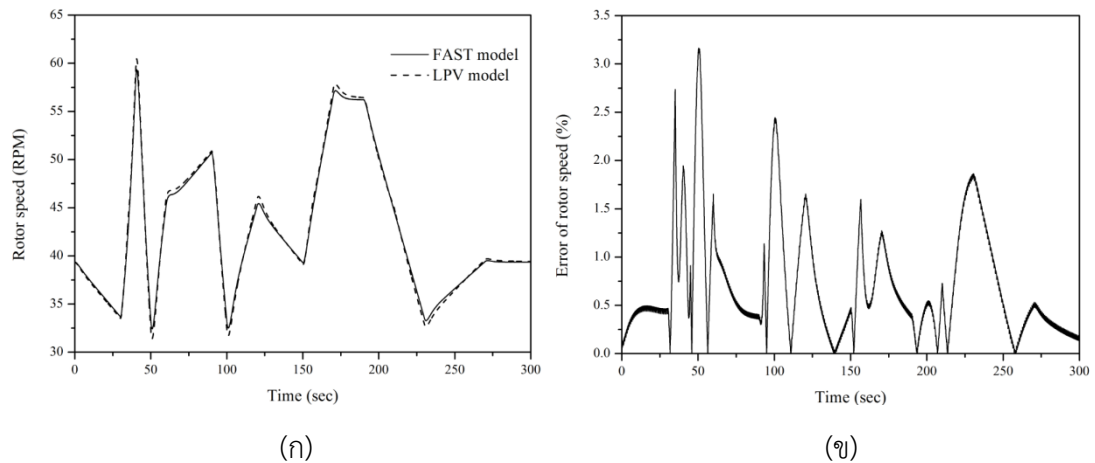 65
60
55
50
45
40
35
30
Rotor speed (RPM)
FAST model
LPV model
0 50 100 150 200 250 300
Time (sec)
(ก)
3.5
3.0
2.5
2.0
1.5
1.0
0.5
0.0
Error of rotor speed (%)
0 50 100 150 200 250 300
Time (sec)
(ข)